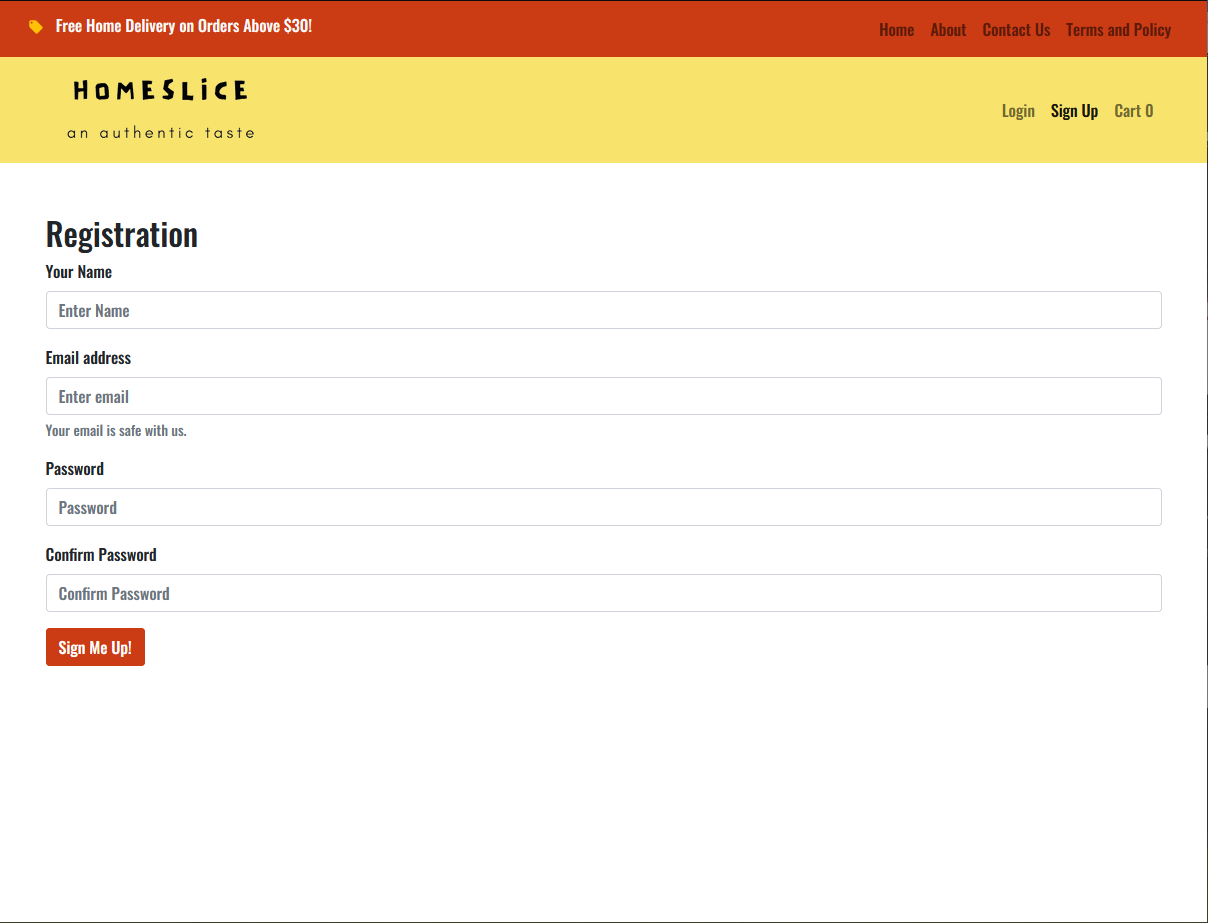 Free Home Delivery on Orders Above $30!
Home About Contact Us Terms and Policy
HOMESLiCE
an authentic taste
Login Sign Up Cart 0
Registration
Your Name
Enter Name
Email address
Enter email
Your email is safe with us.
Password
Password
Confirm Password
Confirm Password
Sign Me Up!